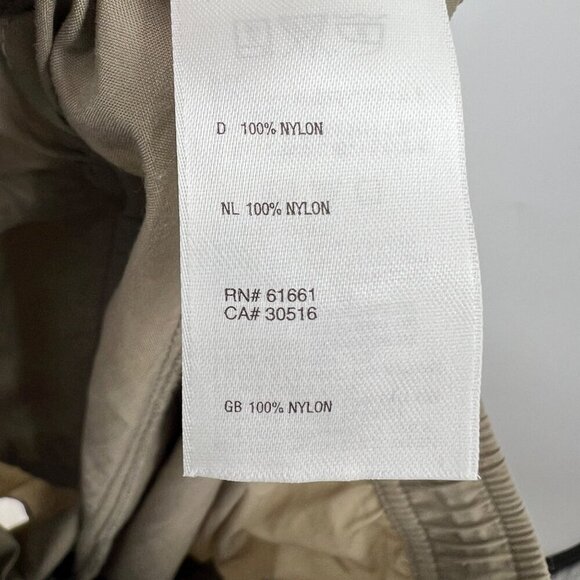 D 100% NYLON
NL 100% NYLON
RN# 61661
CA# 30516
GB 100% NYLON